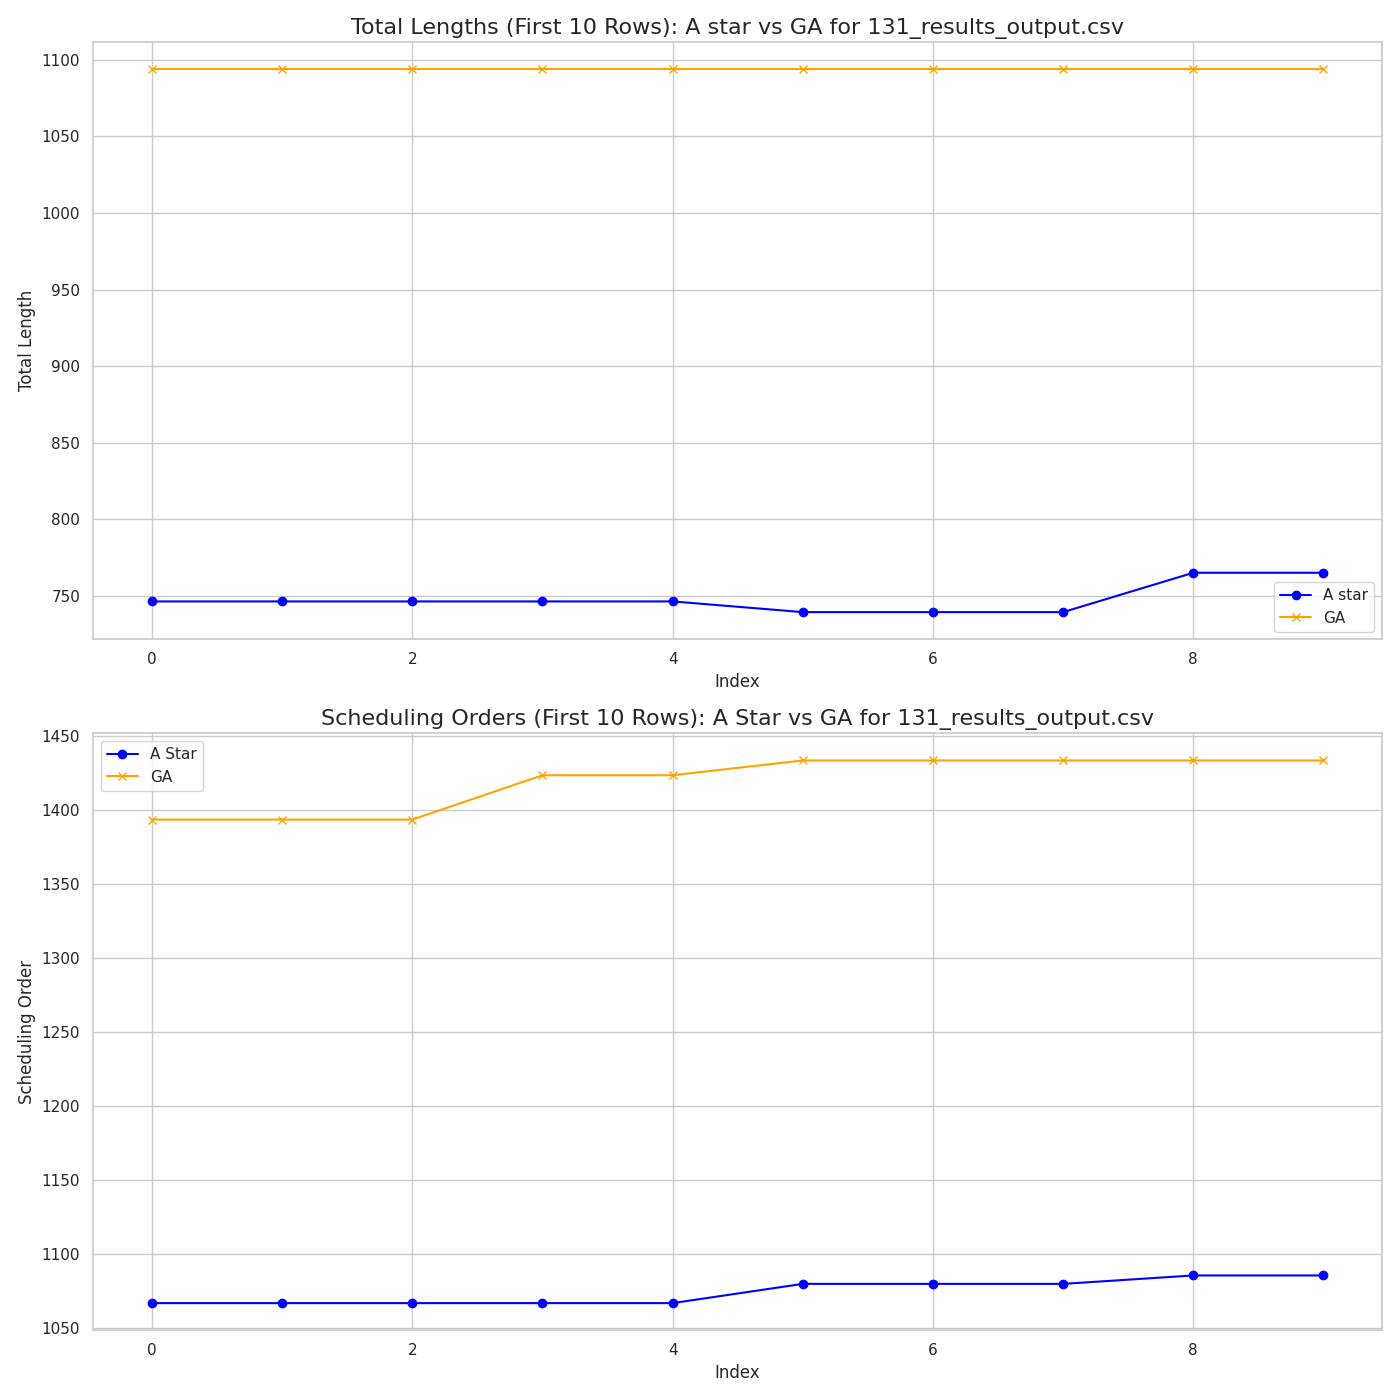 Total Lengths (First 10 Rows): A star vs GA for 131_results_output.csv
1100
1050
1000
950
900
850
800
750
Total Length
A star
GA
0 2 4 6 8
Index
Scheduling Orders (First 10 Rows): A Star vs GA for 131_results_output.csv
A Star
GA
1450
1400
1350
1300
1250
1200
1150
1100
1050
Scheduling Order
0 2 4 6 8
Index